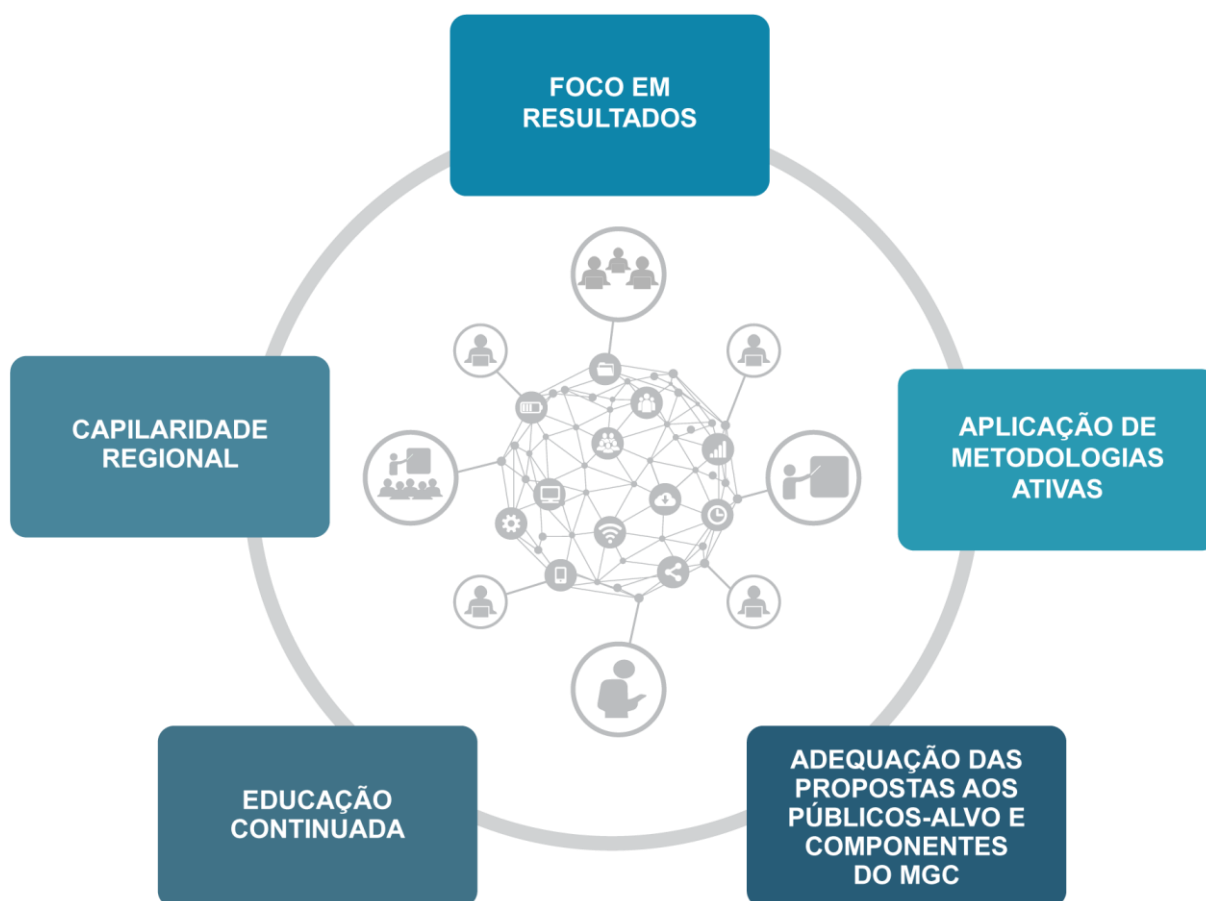 FOCO EM
RESULTADOS
CAPILARIDADE
REGIONAL
APLICAÇÃO DE
METODOLOGIAS
ATIVAS
EDUCAÇÃO
CONTINUADA
ADEQUAÇÃO DAS
PROPOSTAS AOS
PÚBLICOS-ALVO E
COMPONENTES
DO MGC